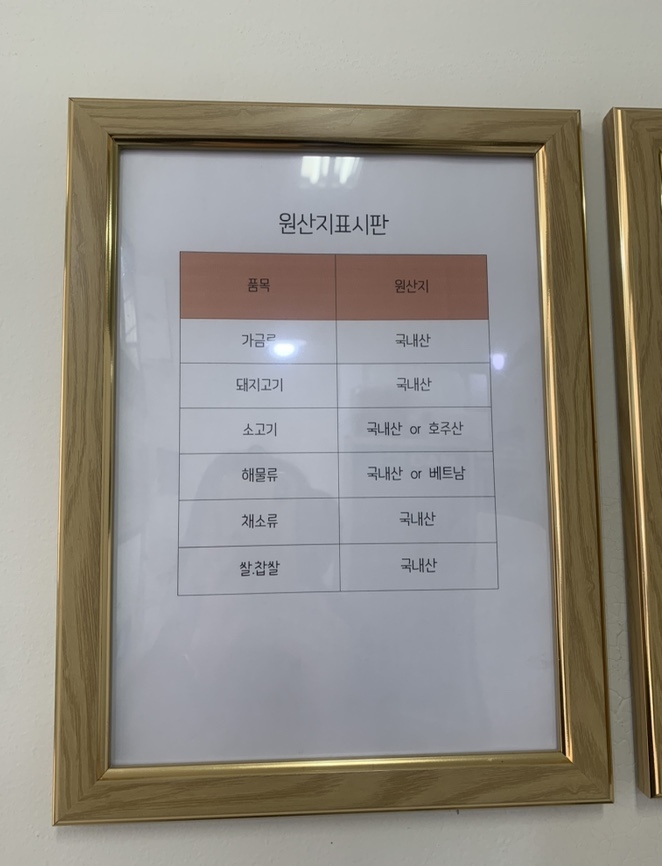 원산지표시판
품목 원산지
국내산
돼지고기 국내산
소고기 국내산 or 호주산
해물류 국내산 or 베트남
채소류 국내산
쌀.찹쌀 국내산